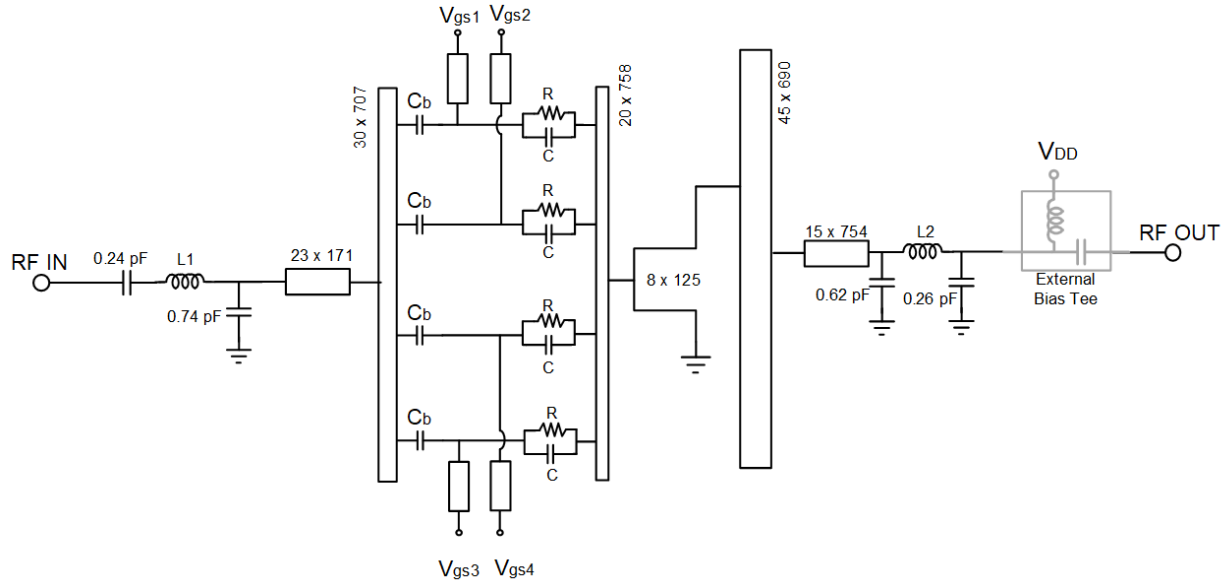 Vgs1
Vgs2
30 x 707
Cb
R
C
20 x 758
45 x 690
VDD
Cb
R
C
RF IN
0.24 pF
L1
23 x 171
8 x 125
15 x 754
L2
RF OUT
External
Bias Tee
0.74 pF
0.62 pF
0.26 pF
Cb
R
C
Cb
R
C
Vgs3
Vgs4